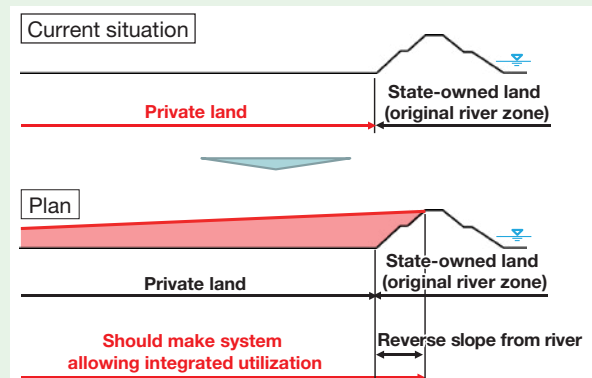 Current situation
State-owned land
(original river zone)
Private land
Plan
State-owned land
(original river zone)
Private land
Should make system
allowing integrated utilization
Reverse slope from river